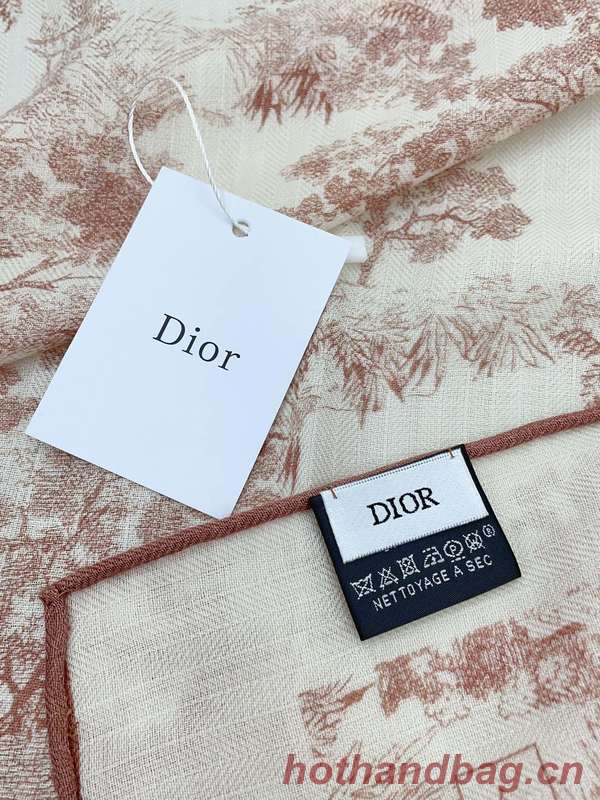 Dior
DIOR
NETTOYAGE A SEC
hothandbag.cn